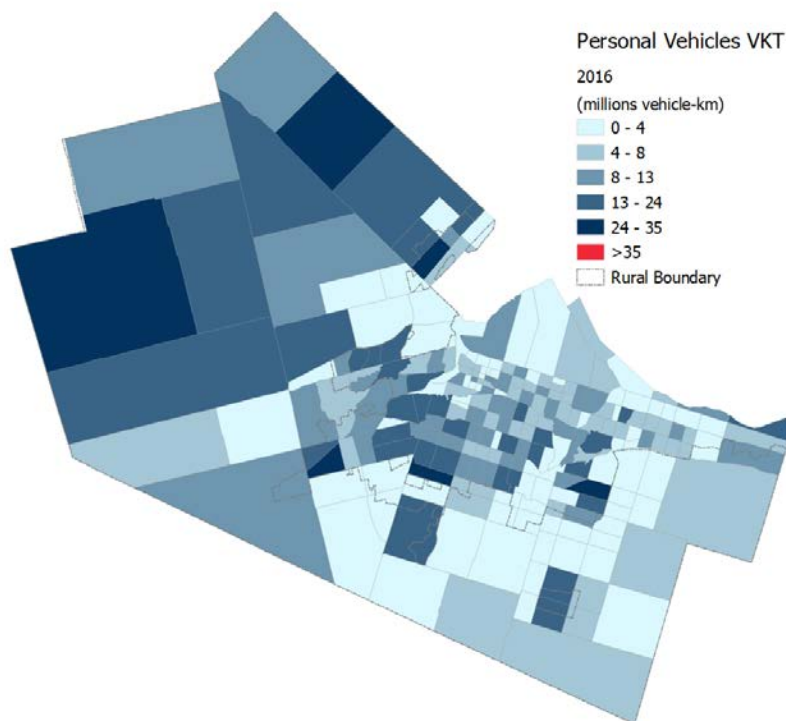 Personal Vehicles VKT
2016
(millions vehicle-km)
0 - 4
4 - 8
8 - 13
13 - 24
24 - 35
>35
Rural Boundary